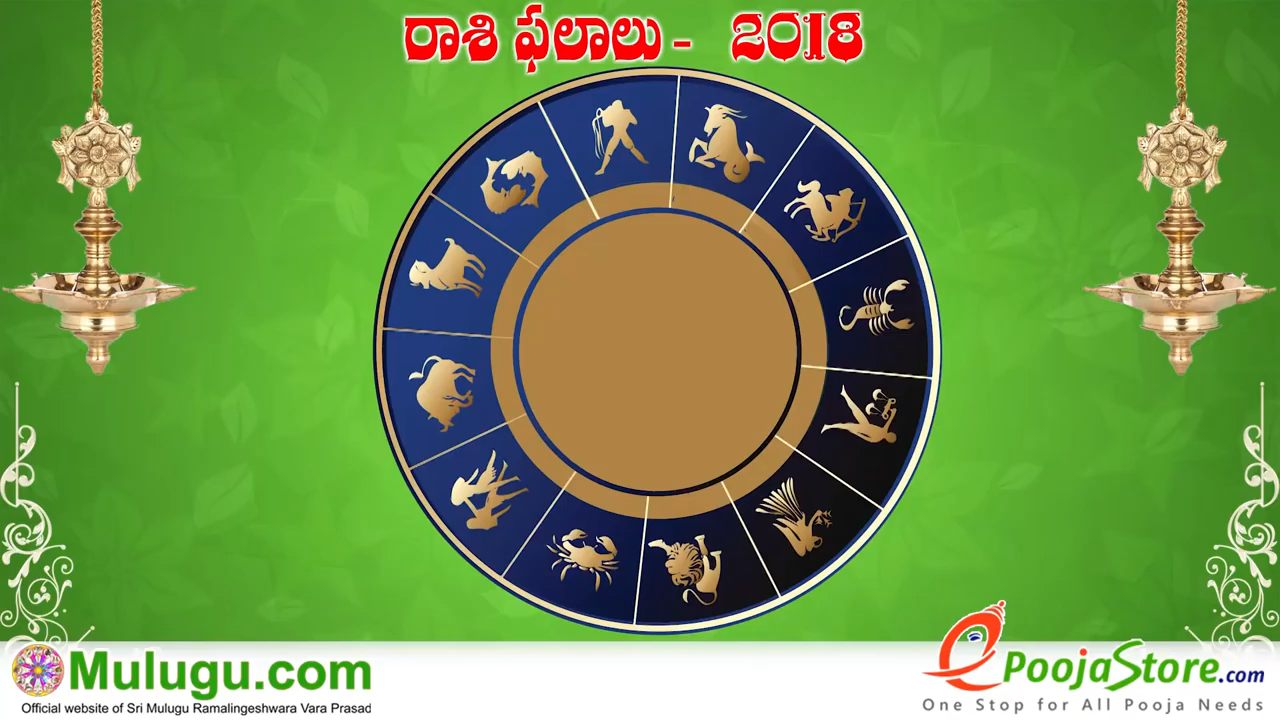 రాశి ఫలాలు - 2018
Mulugu.com
Official website of Sri Mulugu Ramalingeshwara Vara Prasad
ePoojaStore.com
One Stop for All Pooja Needs